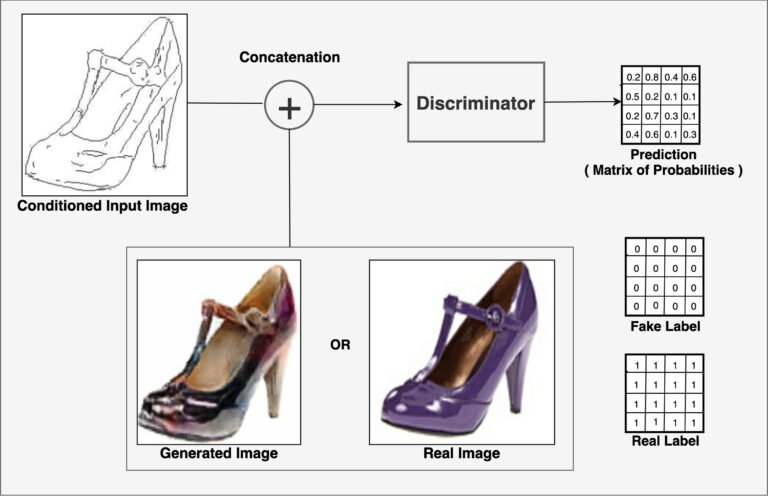 Concatenation
+
Discriminator
0.2 0.8 0.4 0.6
0.5 0.2 0.1 0.1
0.2 0.7 0.3 0.1
0.4 0.6 0.1 0.3
Prediction
( Matrix of Probabilities )
Conditioned Input Image
Generated Image
OR
Real Image
0 0 0 0
0 0 0 0
0 0 0 0
0 0 0 0
Fake Label
1 1 1 1
1 1 1 1
1 1 1 1
1 1 1 1
Real Label